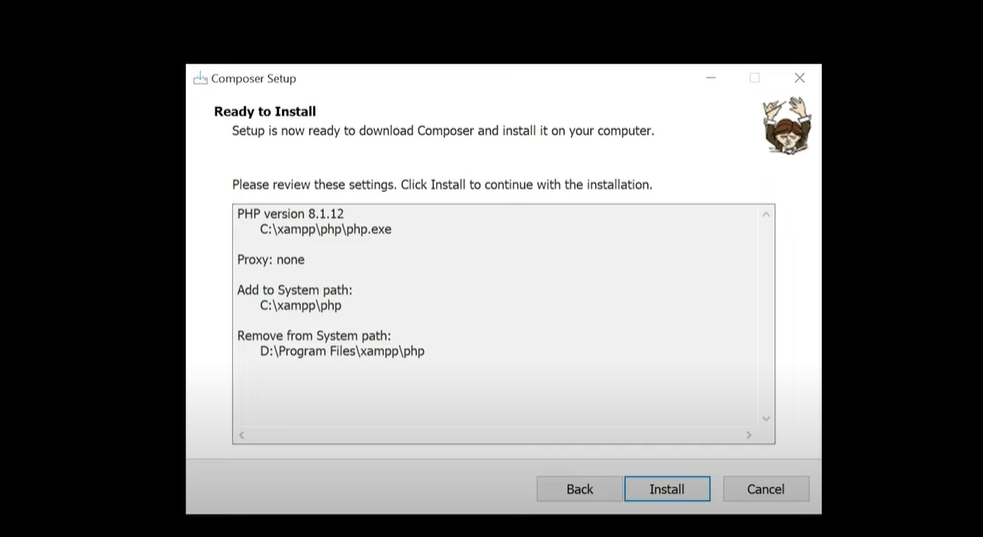 Composer Setup
Ready to Install
Setup is now ready to download Composer and install it on your computer.
Please review these settings. Click Install to continue with the installation.
PHP version 8.1.12
C:\xampp\php\php.exe
Proxy: none
Add to System path:
C:\xampp\php
Remove from System path:
D:\Program Files\xampp\php
Back
Install
Cancel